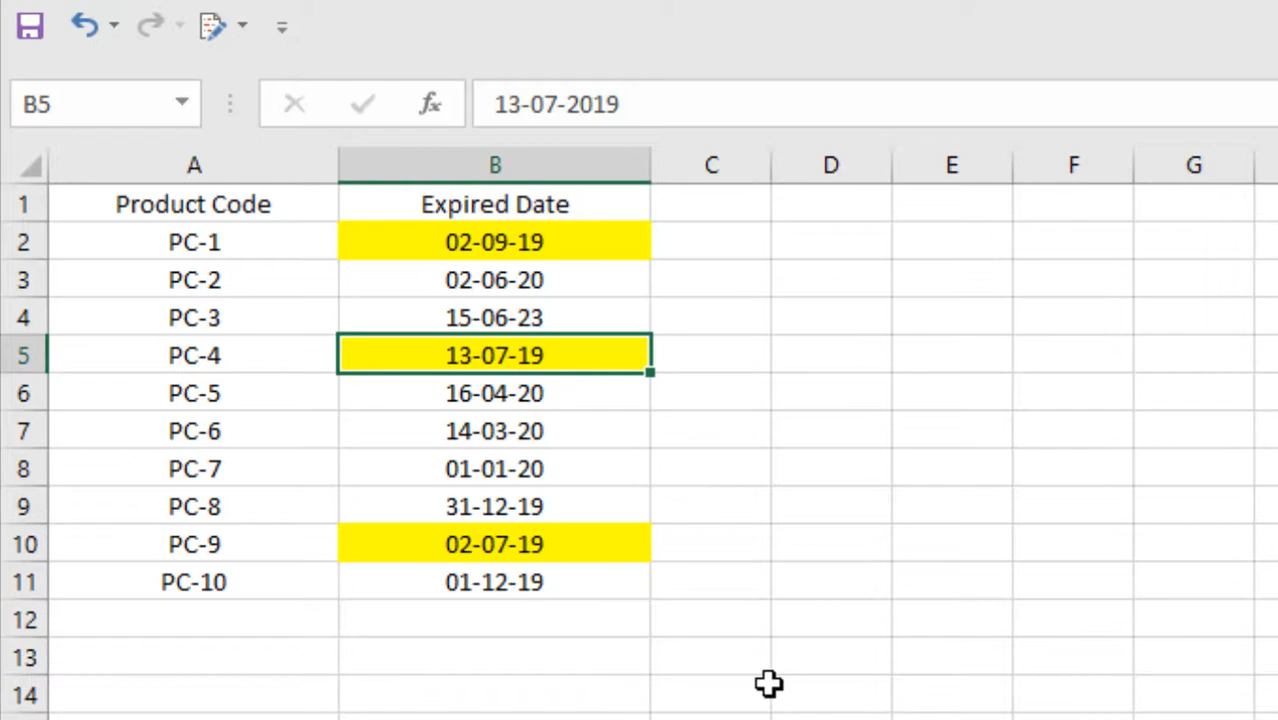 B5 fx 13-07-2019
A B C D E F G
1 Product Code Expired Date
2 PC-1 02-09-19
3 PC-2 02-06-20
4 PC-3 15-06-23
5 PC-4 13-07-19
6 PC-5 16-04-20
7 PC-6 14-03-20
8 PC-7 01-01-20
9 PC-8 31-12-19
10 PC-9 02-07-19
11 PC-10 01-12-19
12
13
14